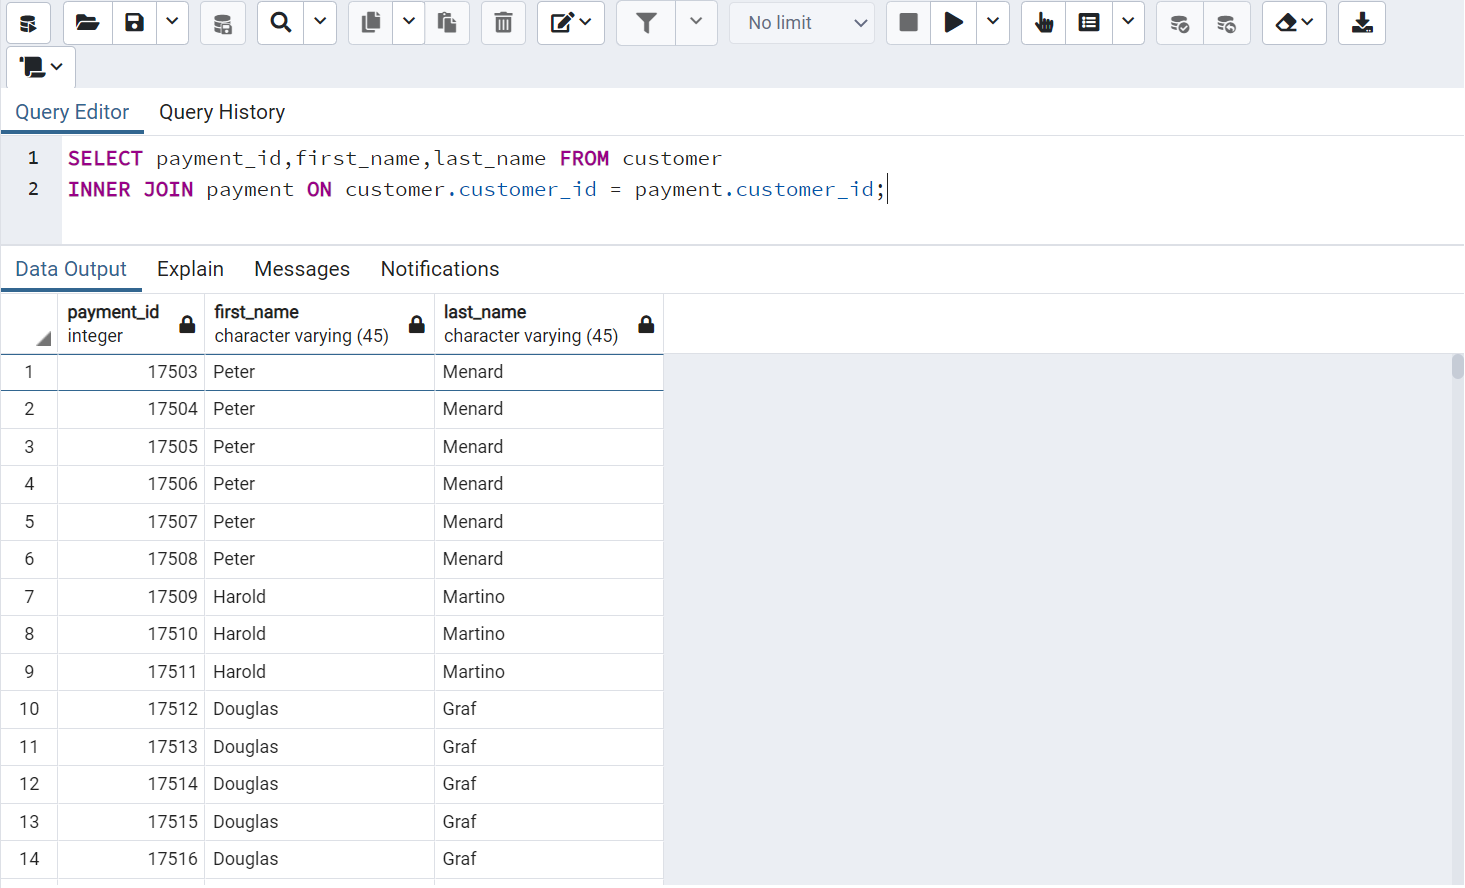 No limit
Query Editor Query History
1 SELECT payment_id,first_name,last_name FROM customer
2 INNER JOIN payment ON customer.customer_id = payment.customer_id;
Data Output Explain Messages Notifications
payment_id first_name last_name
integer character varying (45) character varying (45)
1 17503 Peter Menard
2 17504 Peter Menard
3 17505 Peter Menard
4 17506 Peter Menard
5 17507 Peter Menard
6 17508 Peter Menard
7 17509 Harold Martino
8 17510 Harold Martino
9 17511 Harold Martino
10 17512 Douglas Graf
11 17513 Douglas Graf
12 17514 Douglas Graf
13 17515 Douglas Graf
14 17516 Douglas Graf